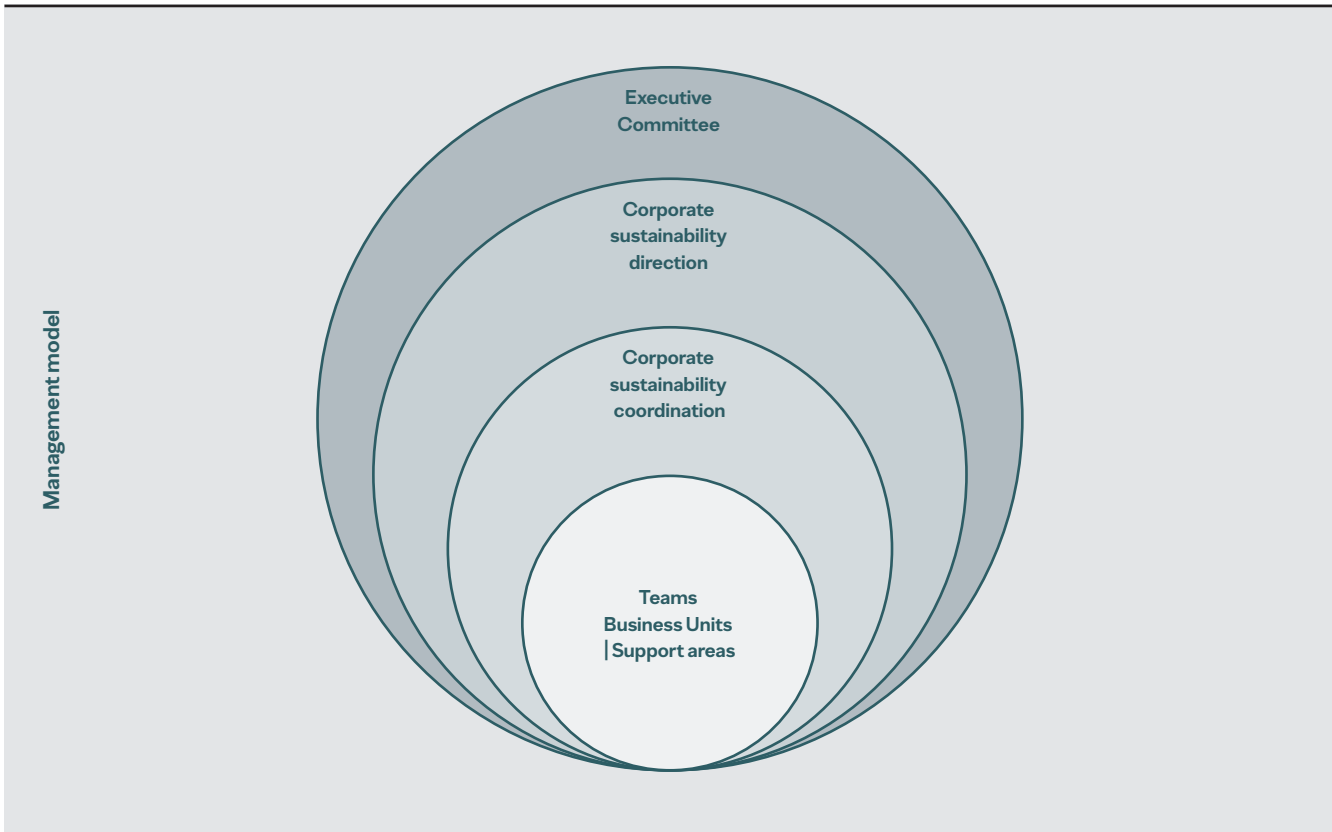 Management model
Executive
Committee
Corporate
sustainability
direction
Corporate
sustainability
coordination
Teams
Business Units
| Support areas